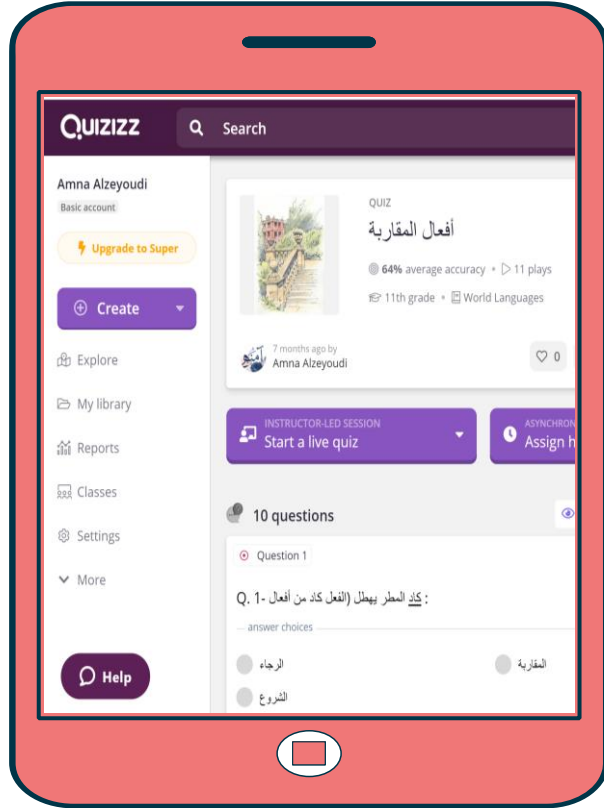 QUIZIZZ
Search
Amna Alzeyoudi
Basic account
Upgrade to Super
Create
Explore
My library
Reports
Classes
Settings
More
Help
QUIZ
أفعال المقاربة
64% average accuracy • 11 plays
11th grade • World Languages
7 months ago by
Amna Alzeyoudi
0
INSTRUCTOR-LED SESSION
Start a live quiz
ASYNCHRON
Assign h
10 questions
Question 1
Q. 1- كاد المطر يهطل (الفعل كاد من أفعال :
answer choices
الرجاء
المقاربة
الشروع